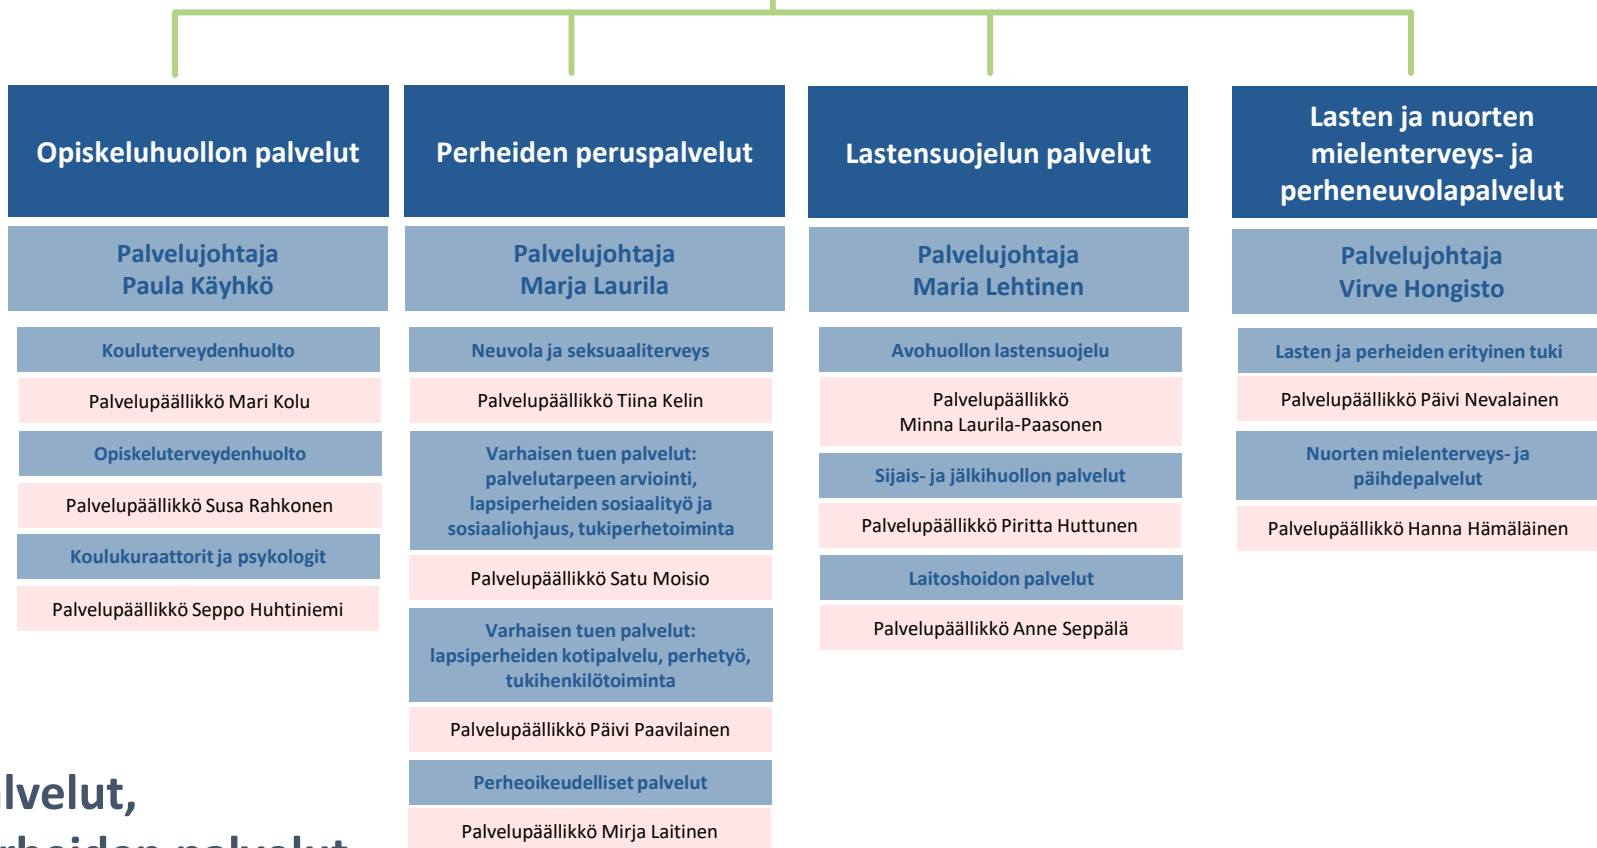 Opiskeluhuollon palvelut
Palvelujohtaja
Paula Käyhkö
Kouluterveydenhuolto
Palvelupäällikkö Mari Kolu
Opiskeluterveydenhuolto
Palvelupäällikkö Susa Rahkonen
Koulukuraattorit ja psykologit
Palvelupäällikkö Seppo Huhtiniemi
Perheiden peruspalvelut
Palvelujohtaja
Marja Laurila
Neuvola ja seksuaaliterveys
Palvelupäällikkö Tiina Kelin
Varhaisen tuen palvelut:
palvelutarpeen arviointi,
lapsiperheiden sosiaalityö ja
sosiaaliohjaus, tukiperhetoiminta
Palvelupäällikkö Satu Moisio
Varhaisen tuen palvelut:
lapsiperheiden kotipalvelu, perhetyö,
tukihenkilötoiminta
Palvelupäällikkö Päivi Paavilainen
Perheoikeudelliset palvelut
Palvelupäällikkö Mirja Laitinen
Lastensuojelun palvelut
Palvelujohtaja
Maria Lehtinen
Avohuollon lastensuojelu
Palvelupäällikkö
Minna Laurila-Paasonen
Sijais- ja jälkihuollon palvelut
Palvelupäällikkö Piritta Huttunen
Laitoshoidon palvelut
Palvelupäällikkö Anne Seppälä
Lasten ja nuorten
mielenterveys- ja
perheneuvolapalvelut
Palvelujohtaja
Virve Hongisto
Lasten ja perheiden erityinen tuki
Palvelupäällikkö Päivi Nevalainen
Nuorten mielenterveys- ja
päihdepalvelut
Palvelupäällikkö Hanna Hämäläinen
lvelut,
rheiden palvelut